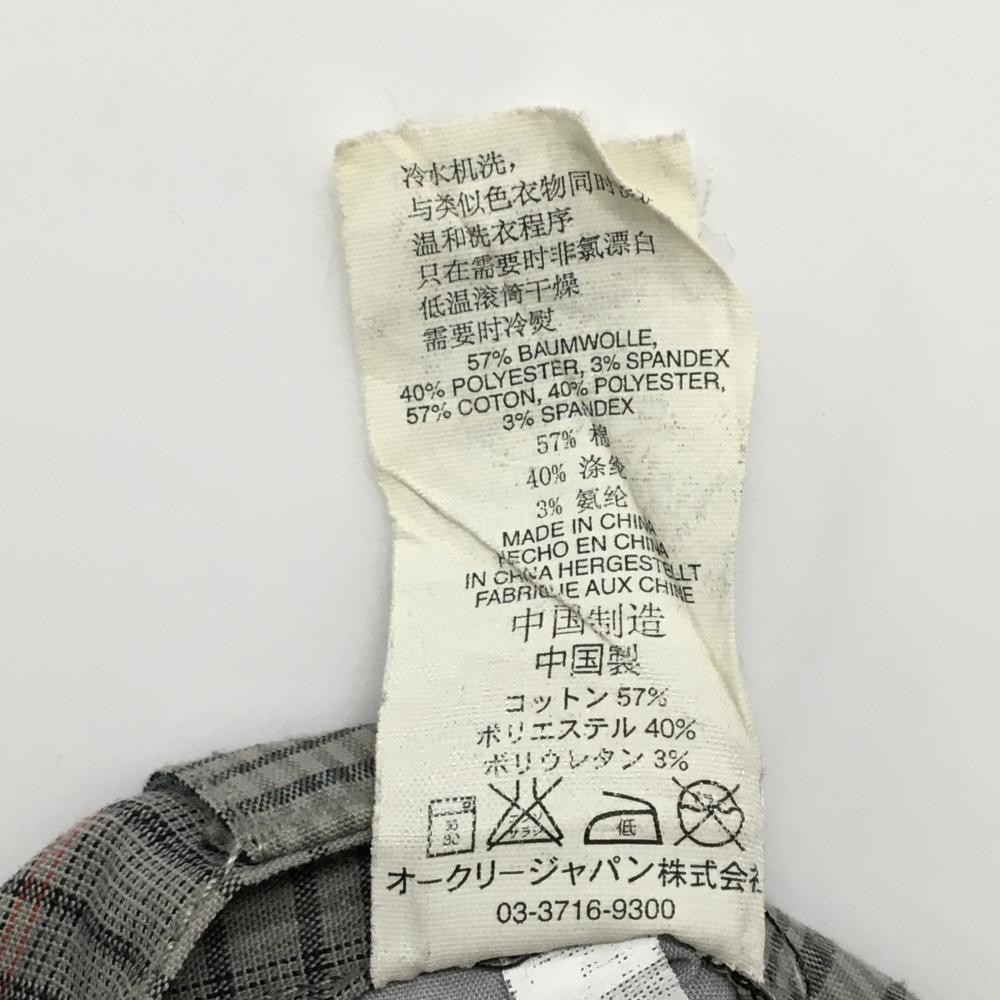 冷水机洗,
与类似色衣物同时
温和洗衣程序
只在需要时非氯漂白
低温滚筒干燥
需要时冷熨
57% BAUMWOLLE,
40% POLYESTER, 3% SPANDEX
57% COTON, 40% POLYESTER,
3% SPANDEX
57% 棉
40% 涤纶
3% 氨纶
MADE IN CHINA
HECHO EN CHINA
IN CHINA HERGESTELLT
FABRIQUE AUX CHINE
中国制造
中国製
コットン 57%
ポリエステル 40%
ポリウレタン 3%
低
オークリージャパン株式会社
03-3716-9300